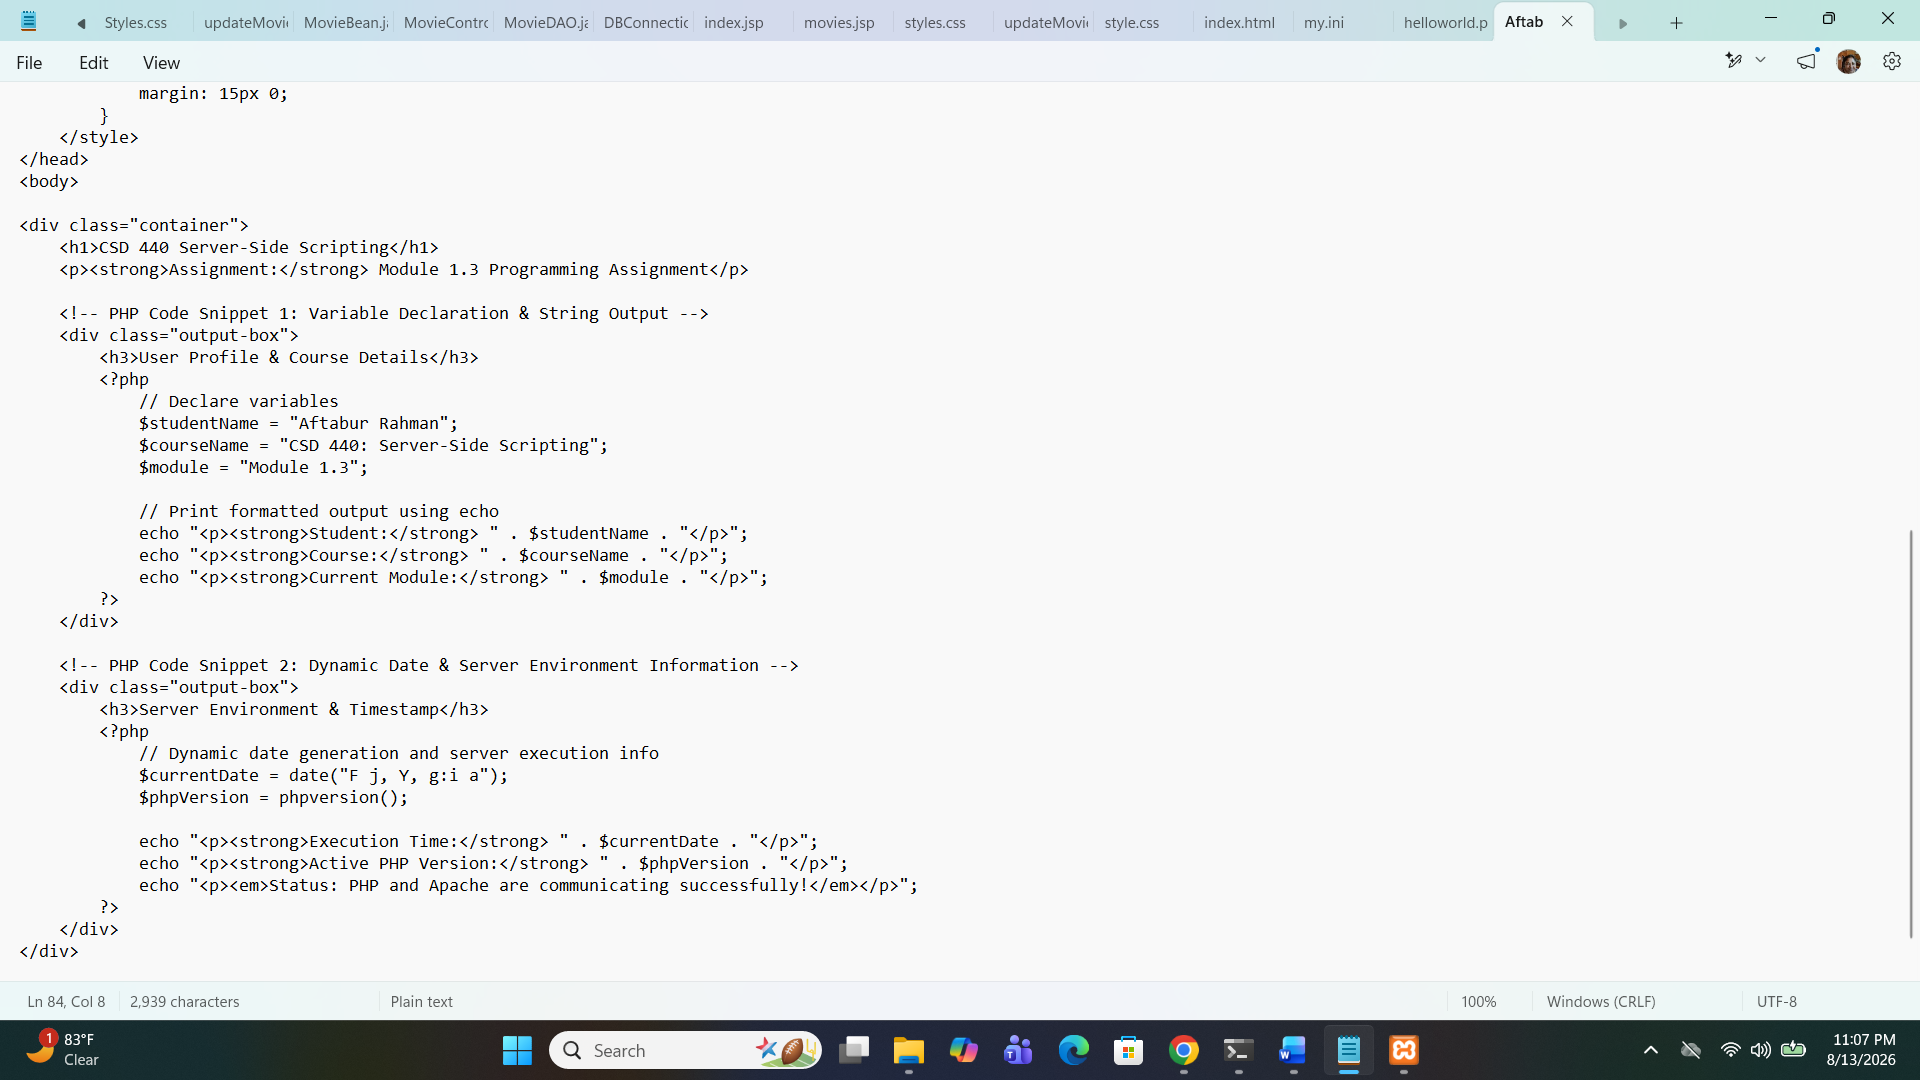 Styles.css updateMovie MovieBean.ja MovieContro MovieDAO.ja DBConnectio index.jsp movies.jsp styles.css updateMovie style.css index.html my.ini helloworld.p Aftab
File Edit View
margin: 15px 0;
}
</style>
</head>
<body>
<div class="container">
<h1>CSD 440 Server-Side Scripting</h1>
<p><strong>Assignment:</strong> Module 1.3 Programming Assignment</p>
<!-- PHP Code Snippet 1: Variable Declaration & String Output -->
<div class="output-box">
<h3>User Profile & Course Details</h3>
<?php
// Declare variables
$studentName = "Aftabur Rahman";
$courseName = "CSD 440: Server-Side Scripting";
$module = "Module 1.3";
// Print formatted output using echo
echo "<p><strong>Student:</strong> " . $studentName . "</p>";
echo "<p><strong>Course:</strong> " . $courseName . "</p>";
echo "<p><strong>Current Module:</strong> " . $module . "</p>";
?>
</div>
<!-- PHP Code Snippet 2: Dynamic Date & Server Environment Information -->
<div class="output-box">
<h3>Server Environment & Timestamp</h3>
<?php
// Dynamic date generation and server execution info
$currentDate = date("F j, Y, g:i a");
$phpVersion = phpversion();
echo "<p><strong>Execution Time:</strong> " . $currentDate . "</p>";
echo "<p><strong>Active PHP Version:</strong> " . $phpVersion . "</p>";
echo "<p><em>Status: PHP and Apache are communicating successfully!</em></p>";
?>
</div>
</div>
Ln 84, Col 8 2,939 characters Plain text 100% Windows (CRLF) UTF-8
1 83°F
Clear
Search
11:07 PM
8/13/2026